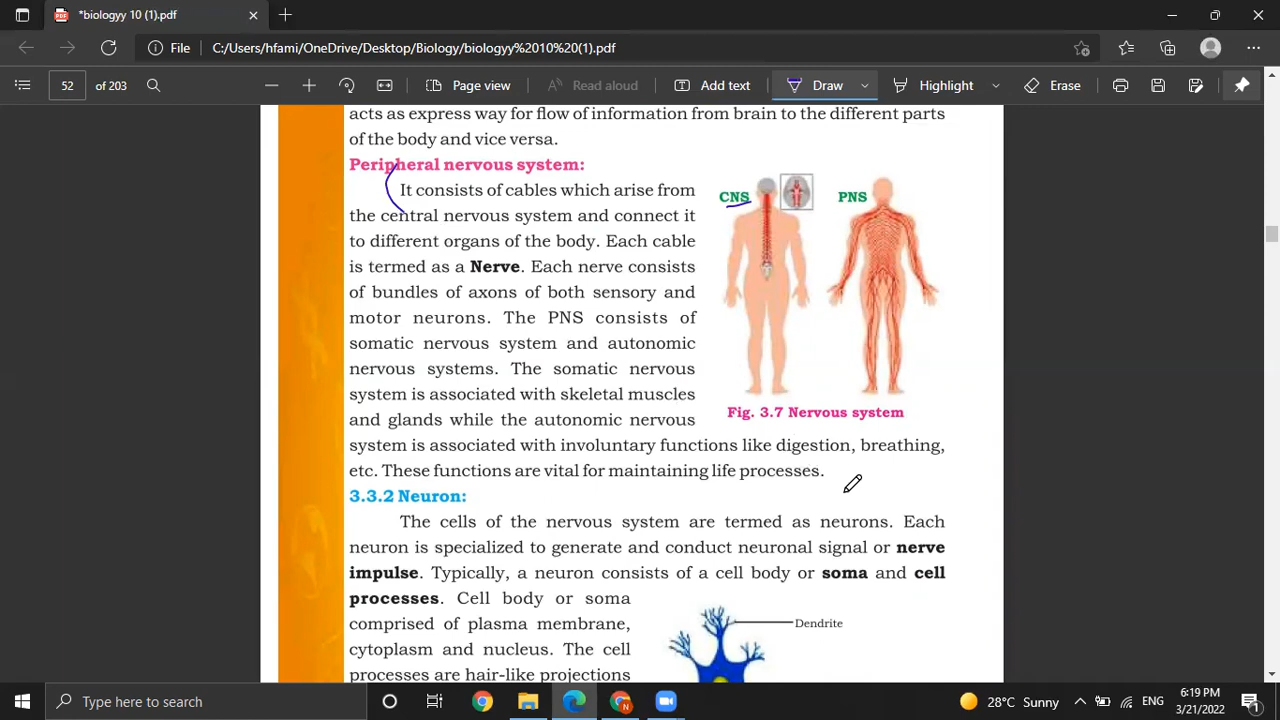 *biologyy 10 (1).pdf
File
C:/Users/hfami/OneDrive/Desktop/Biology/biologyy%2010%20(1).pdf
52 of 203
Page view
Read aloud
Add text
Draw
Highlight
Erase
acts as express way for flow of information from brain to the different parts
of the body and vice versa.
Peripheral nervous system:
It consists of cables which arise from
the central nervous system and connect it
to different organs of the body. Each cable
is termed as a Nerve. Each nerve consists
of bundles of axons of both sensory and
motor neurons. The PNS consists of
somatic nervous system and autonomic
nervous systems. The somatic nervous
system is associated with skeletal muscles
and glands while the autonomic nervous
system is associated with involuntary functions like digestion, breathing,
etc. These functions are vital for maintaining life processes.
CNS
PNS
Fig. 3.7 Nervous system
3.3.2 Neuron:
The cells of the nervous system are termed as neurons. Each
neuron is specialized to generate and conduct neuronal signal or nerve
impulse. Typically, a neuron consists of a cell body or soma and cell
processes. Cell body or soma
comprised of plasma membrane,
cytoplasm and nucleus. The cell
processes are hair-like projections
Dendrite
Type here to search
28°C Sunny
ENG
6:19 PM
3/21/2022